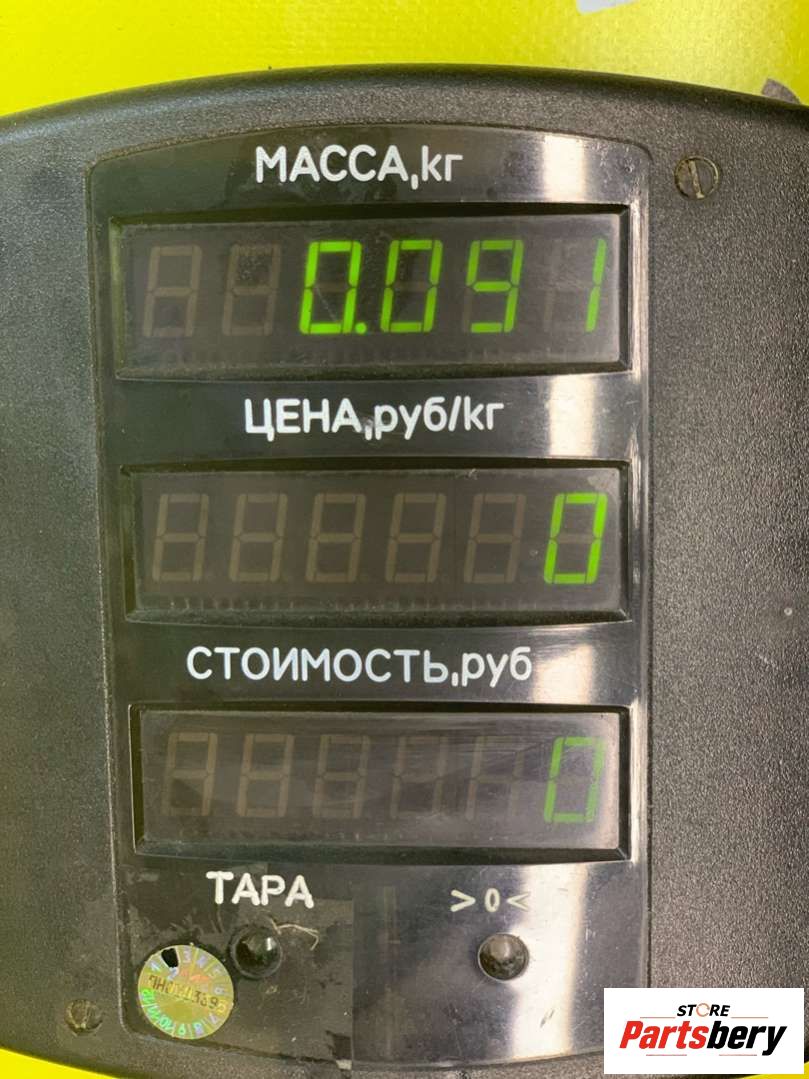 МАССА,кг
0.091
ЦЕНА,руб/кг
0
СТОИМОСТЬ,руб
0
ТАРА
>0<
STORE
Partsbery